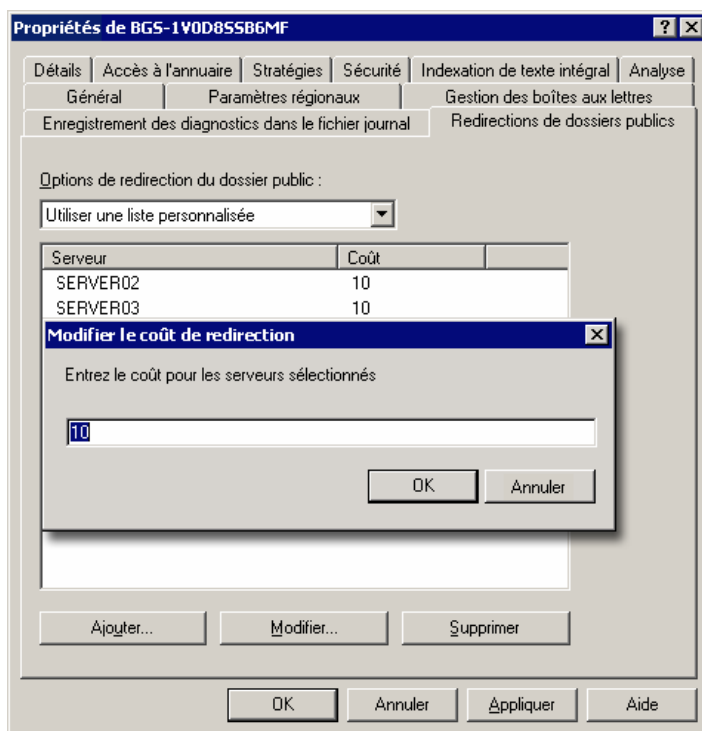 Propriétés de BGS-1V0D8SSB6MF
Détails Accès à l'annuaire Stratégies Sécurité Indexation de texte intégral Analyse
Général Paramètres régionaux Gestion des boîtes aux lettres
Enregistrement des diagnostics dans le fichier journal Redirections de dossiers publics
Options de redirection du dossier public :
Utiliser une liste personnalisée
Serveur Coût
SERVER02 10
SERVER03 10
Modifier le coût de redirection
Entrez le coût pour les serveurs sélectionnés
10
OK Annuler
Ajouter... Modifier... Supprimer
OK Annuler Appliquer Aide